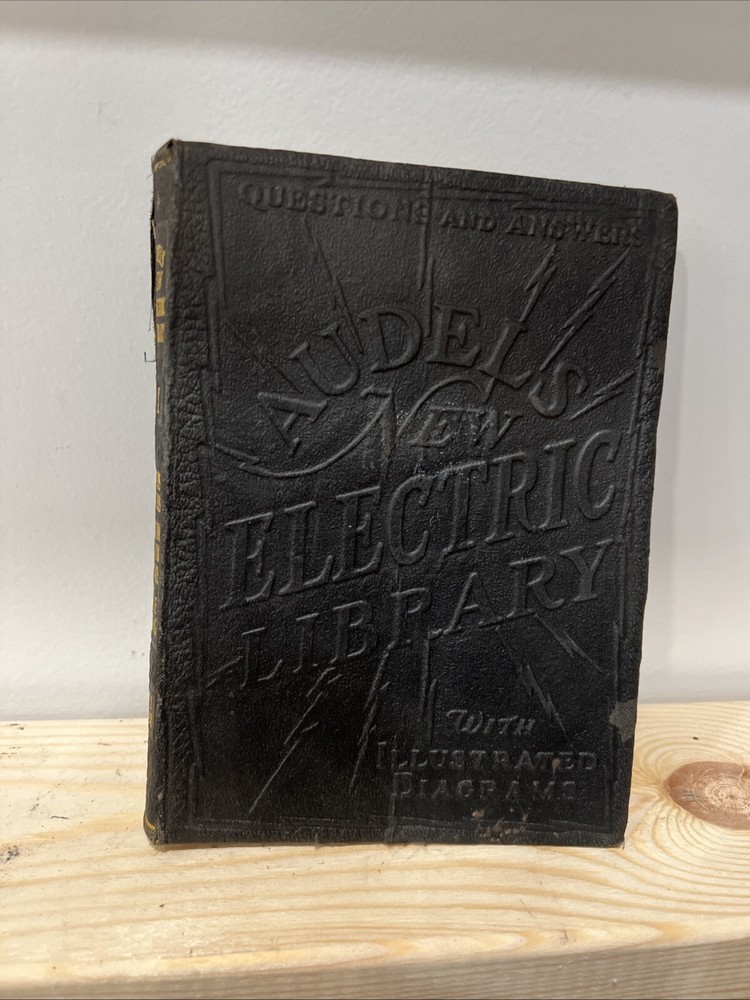 QUESTIONS AND ANSWERS
AUDELS
NEW
ELECTRIC
LIBRARY
WITH
ILLUSTRATED
DIAGRAMS